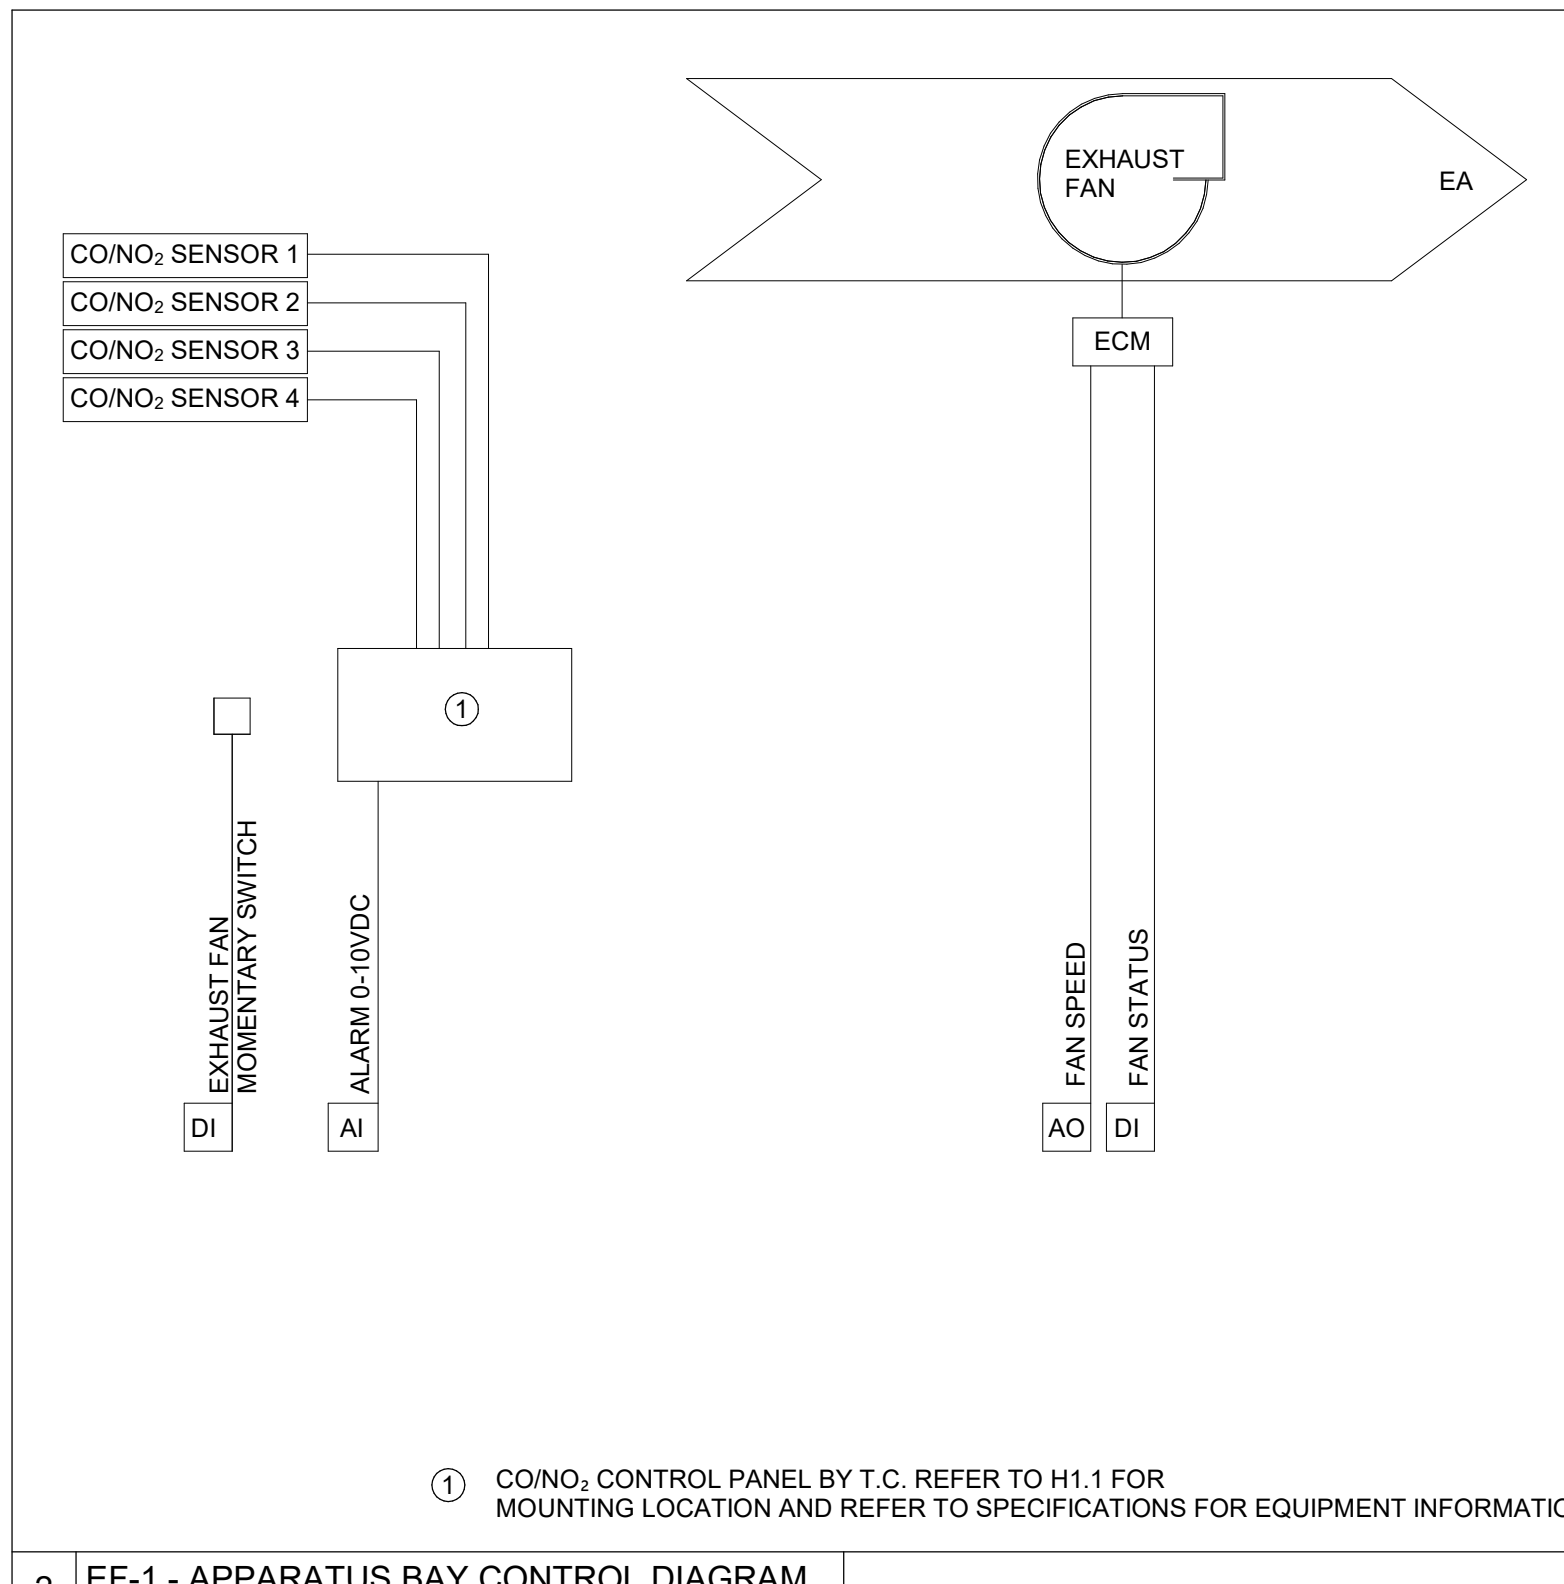 EXHAUST
FAN
EA
CO/NO₂ SENSOR 1
CO/NO₂ SENSOR 2
CO/NO₂ SENSOR 3
CO/NO₂ SENSOR 4
ECM
1
EXHAUST FAN
MOMENTARY SWITCH
ALARM 0-10VDC
FAN SPEED
FAN STATUS
DI
AI
AO
DI
1 CO/NO₂ CONTROL PANEL BY T.C. REFER TO H1.1 FOR
MOUNTING LOCATION AND REFER TO SPECIFICATIONS FOR EQUIPMENT
EF-1 - APPARATUS BAY CONTROL DIAGRAM